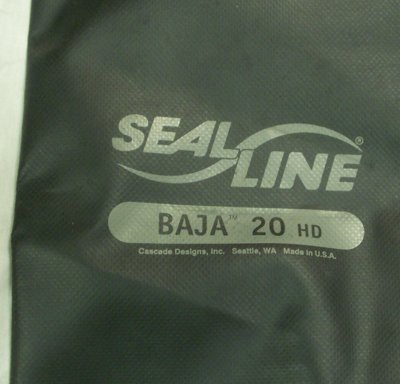 SEAL
LINE®
BAJA™ 20 HD
Cascade Designs, Inc. Seattle, WA Made in U.S.A.